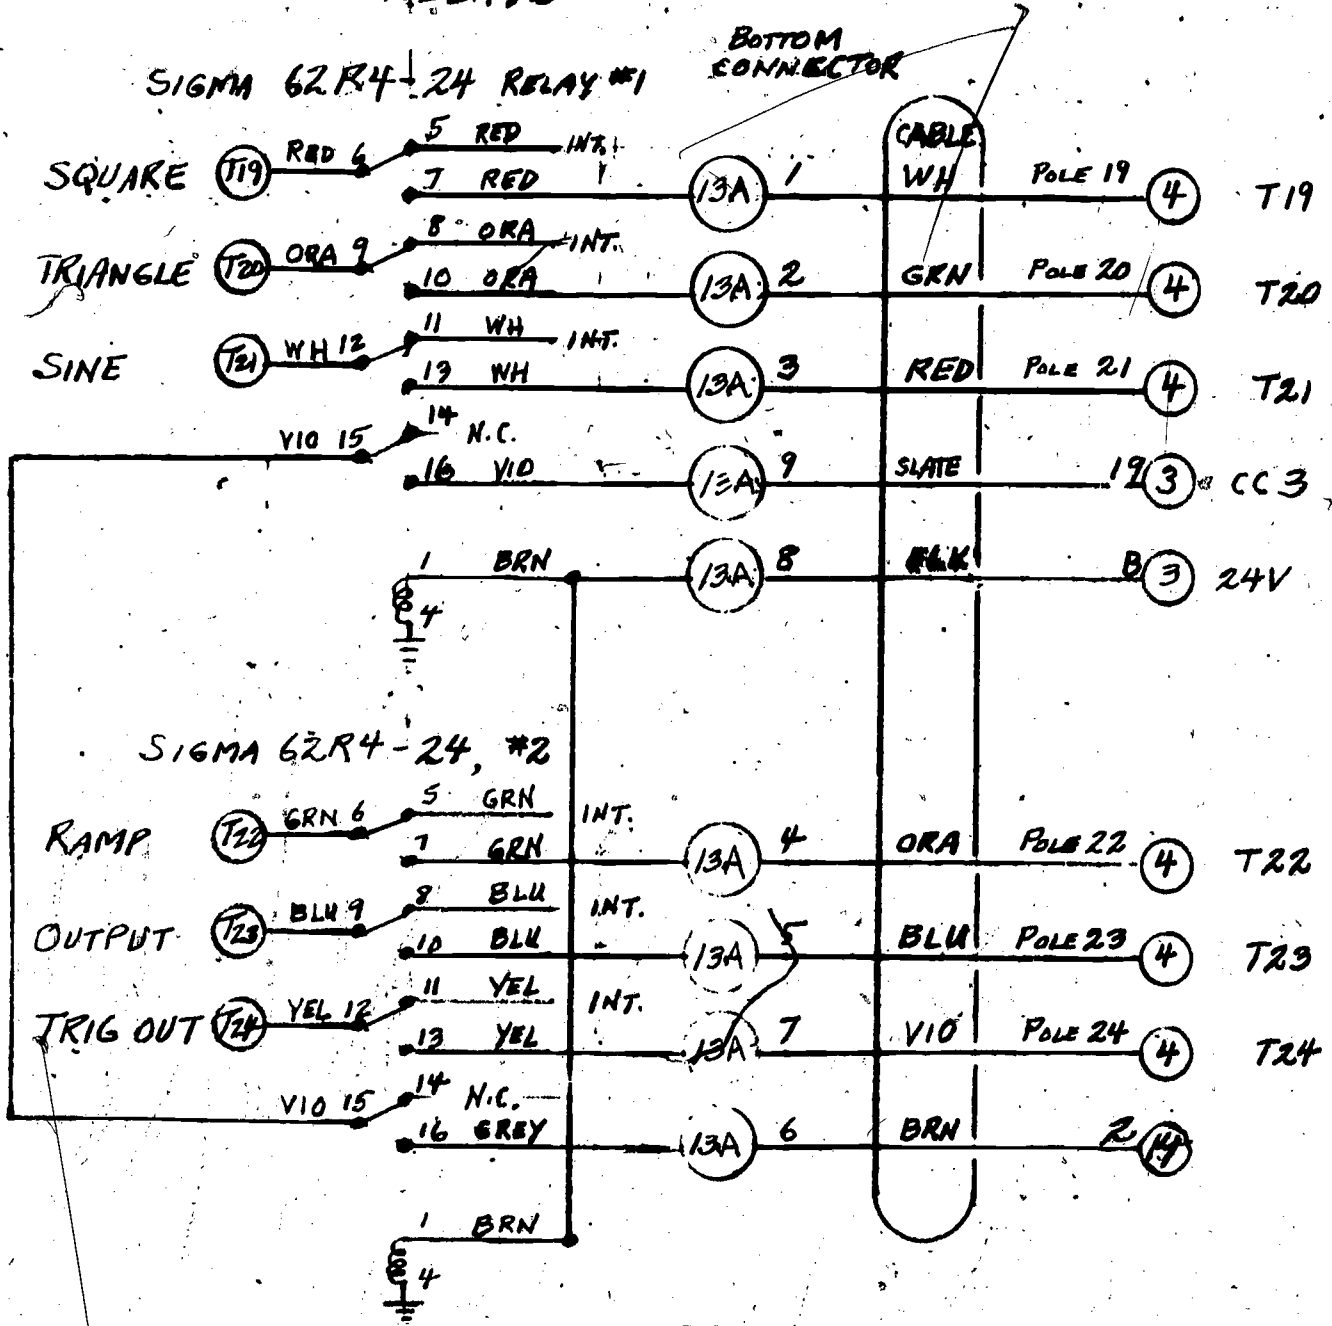 BOTTOM
CONNECTOR
SIGMA 62R4-24 RELAY #1
CABLE
SQUARE T19 RED 6 5 RED INT.
7 RED 13A 1 WH POLE 19 4 T19
TRIANGLE T20 ORA 9 8 ORA INT.
10 ORA 13A 2 GRN POLE 20 4 T20
SINE T21 WH 12 11 WH INT.
13 WH 13A 3 RED POLE 21 4 T21
VIO 15 14 N.C.
16 VIO 13A 9 SLATE 19 3 CC3
1 BRN 13A 8 BLK B 3 24V
4
SIGMA 62R4-24, #2
RAMP T22 GRN 6 5 GRN INT.
7 GRN 13A 4 ORA POLE 22 4 T22
OUTPUT T23 BLU 9 8 BLU INT.
10 BLU 13A 5 BLU POLE 23 4 T23
TRIG OUT T24 YEL 12 11 YEL INT.
13 YEL 13A 7 VIO POLE 24 4 T24
VIO 15 14 N.C.
16 GREY 13A 6 BRN 2
1 BRN
4